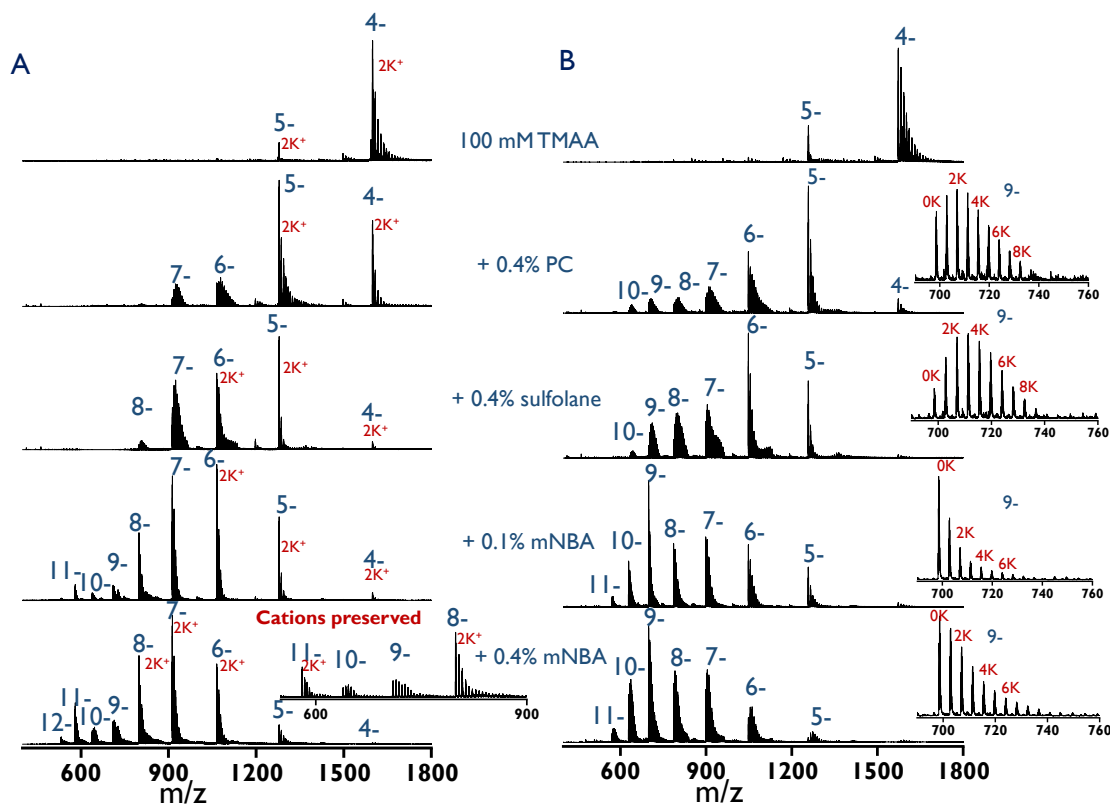 A
4-
2K⁺
5-
2K⁺
100 mM TMAA
B
4-
5-
5-
2K⁺
4-
2K⁺
6-
7-
+ 0.4% PC
5-
6-
7-
8-
9-
10-
4-
0K
2K
4K
6K
8K
9-
700 720 740 760
5-
2K⁺
6-
2K⁺
7-
8-
4-
2K⁺
+ 0.4% sulfolane
6-
5-
7-
8-
9-
10-
0K
2K
4K
6K
8K
9-
700 720 740 760
6-
2K⁺
7-
8-
5-
2K⁺
4-
2K⁺
11-
10-
9-
+ 0.1% mNBA
9-
10-
8-
7-
6-
5-
11-
0K
2K
4K
6K
9-
700 720 740 760
Cations preserved
7-
2K⁺
8-
2K⁺
6-
2K⁺
11-
12-
10-
9-
5-
4-
11-
2K⁺
10-
9-
8-
2K⁺
600 900
+ 0.4% mNBA
9-
10-
8-
7-
6-
5-
11-
0K
2K
4K
6K
9-
700 720 740 760
600 900 1200 1500 1800
m/z
600 900 1200 1500 1800
m/z